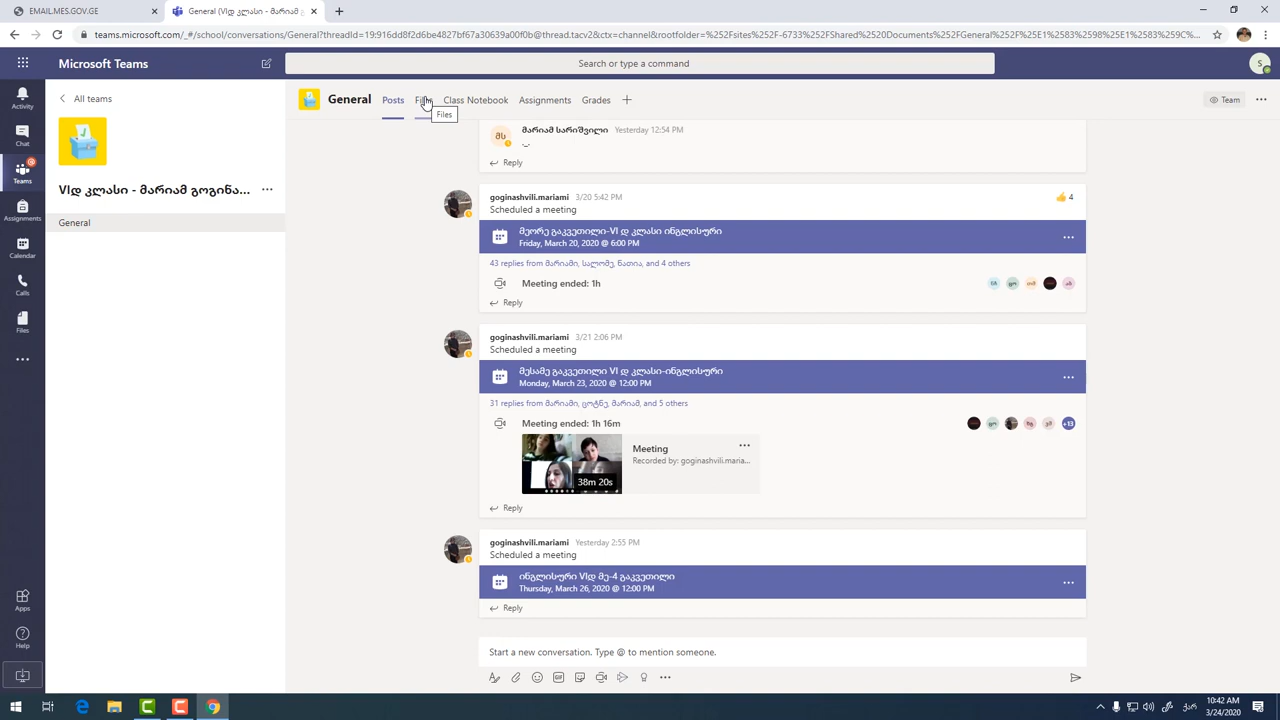 EMAIL.MES.GOV.GE
General (VIდ კლასი - მარიამ გო
teams.microsoft.com/_#/school/conversations/General?threadId=19:916dd8f2d6be4827bf67a30639a00f0b@thread.tacv2&ctx=channel&rootfolder=%252Fsites%252F-6733%252FShared%2520Documents%252FGeneral%252F%25E1%2583%2598%25E1%2583%259C%...
Microsoft Teams
Search or type a command
S
Activity
Chat
Teams
Assignments
Calendar
Calls
Files
Apps
Help
All teams
VIდ კლასი - მარიამ გოგინა...
General
General
Posts
Files
Class Notebook
Assignments
Grades
Team
Files
მს
მარიამ სარიშვილი Yesterday 12:54 PM
._.
Reply
goginashvili.mariami 3/20 5:42 PM
4
Scheduled a meeting
მეორე გაკვეთილი-VI დ კლასი ინგლისური
Friday, March 20, 2020 @ 6:00 PM
43 replies from მარიამი, სალომე, ნათია, and 4 others
Meeting ended: 1h
Reply
goginashvili.mariami 3/21 2:06 PM
Scheduled a meeting
მესამე გაკვეთილი VI დ კლასი-ინგლისური
Monday, March 23, 2020 @ 12:00 PM
31 replies from მარიამი, ცოტნე, მარიამ, and 5 others
Meeting ended: 1h 16m
+13
Meeting
Recorded by: goginashvili.maria...
38m 20s
Reply
goginashvili.mariami Yesterday 2:55 PM
Scheduled a meeting
ინგლისური VIდ მე-4 გაკვეთილი
Thursday, March 26, 2020 @ 12:00 PM
Reply
Start a new conversation. Type @ to mention someone.
GIF
ქარ
10:42 AM
3/24/2020